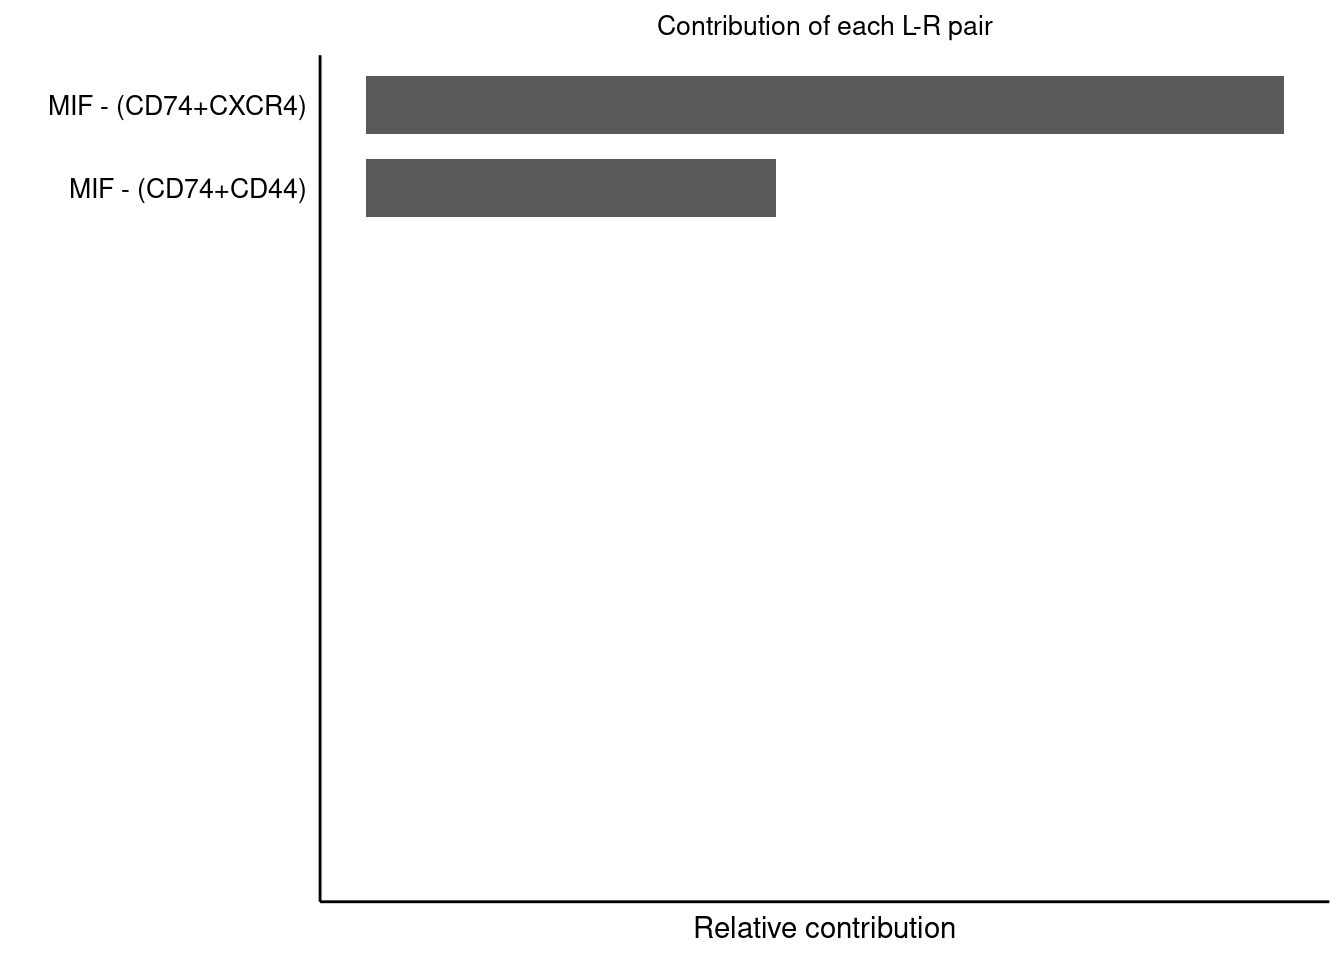 Contribution of each L-R pair
MIF - (CD74+CXCR4)
MIF - (CD74+CD44)
Relative contribution